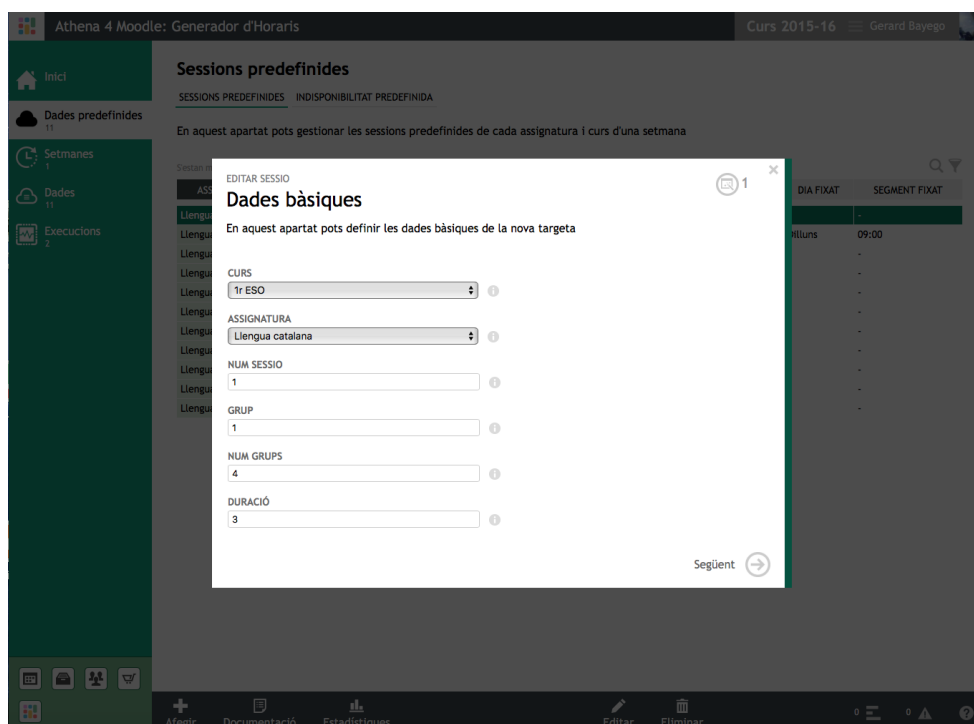 Athena 4 Moodle: Generador d'Horaris
Curs 2015-16
Gerard Bayego
Inici
Dades predefinides
11
Setmanes
1
Dades
11
Execucions
2
Sessions predefinides
SESSIONS PREDEFINIDES INDISPONIBILITAT PREDEFINIDA
En aquest apartat pots gestionar les sessions predefinides de cada assignatura i curs d'una setmana
DIA FIXAT
SEGMENT FIXAT
-
09:00
-
-
-
-
-
-
-
-
-
EDITAR SESSIO
1
×
Dades bàsiques
En aquest apartat pots definir les dades bàsiques de la nova targeta
CURS
1r ESO
ASSIGNATURA
Llengua catalana
NUM SESSIO
1
GRUP
1
NUM GRUPS
4
DURACIÓ
3
Següent
Afegir
Documentació
Estadístiques
Editar
Eliminar
0
0